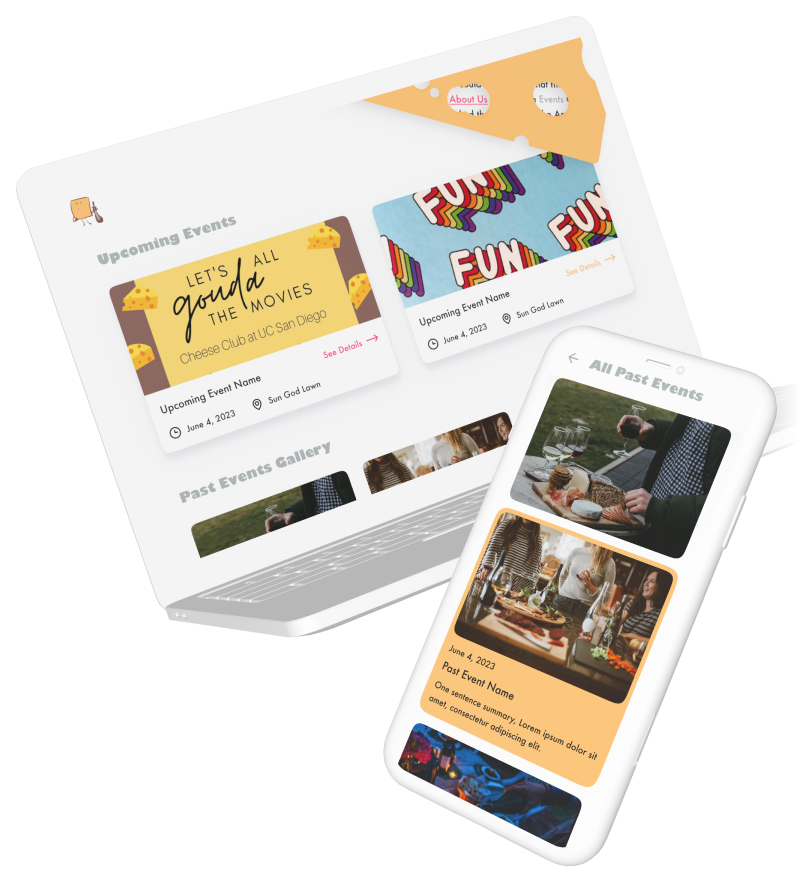 About Us
Events
Upcoming Events
LET'S ALL
gouda
THE MOVIES
Cheese Club at UC San Diego
See Details
Upcoming Event Name
June 4, 2023
Sun God Lawn
FUN
FUN
FUN
See Details
Upcoming Event Name
June 4, 2023
Sun God Lawn
Past Events Gallery
All Past Events
June 4, 2023
Past Event Name
One sentence summary, Lorem ipsum dolor sit
amet, consectetur adipiscing elit.